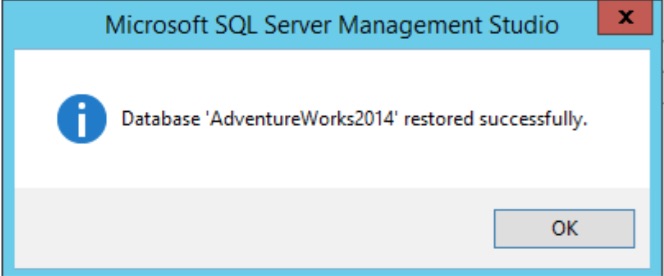 Microsoft SQL Server Management Studio
x
Database 'AdventureWorks2014' restored successfully.
OK